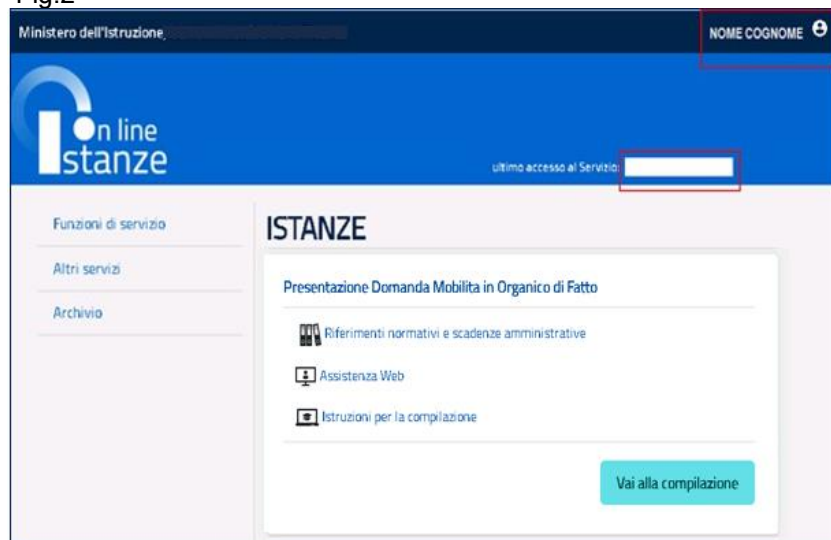 Fig.2
Ministero dell'Istruzione
NOME COGNOME
On line
Istanze
ultimo accesso al Servizio:
Funzioni di servizio
Altri servizi
Archivio
ISTANZE
Presentazione Domanda Mobilita in Organico di Fatto
Riferimenti normativi e scadenze amministrative
Assistenza Web
Istruzioni per la compilazione
Vai alla compilazione